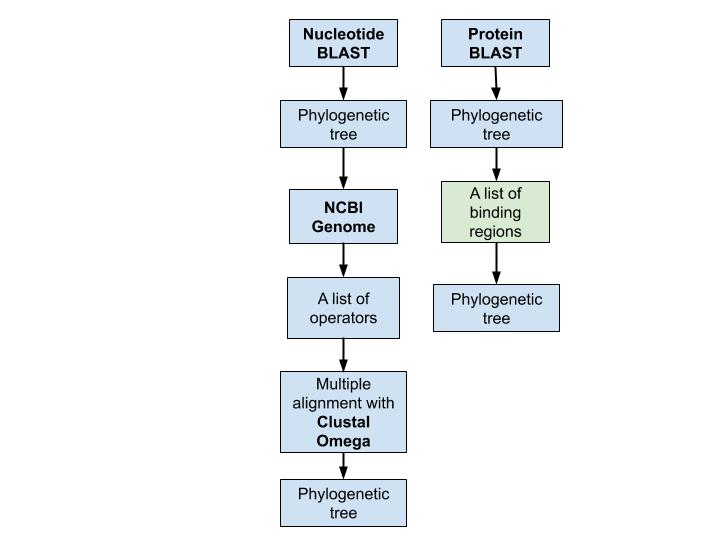 Nucleotide
BLAST
Phylogenetic
tree
NCBI
Genome
A list of
operators
Multiple
alignment with
Clustal
Omega
Phylogenetic
tree
Protein
BLAST
Phylogenetic
tree
A list of
binding
regions
Phylogenetic
tree